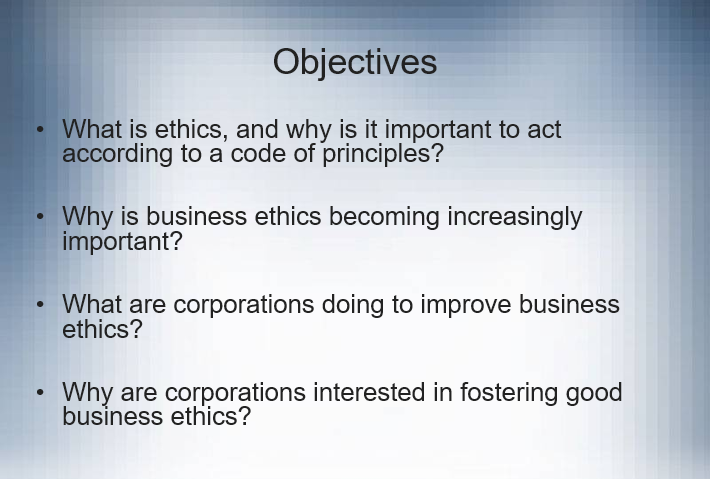 Objectives
• What is ethics, and why is it important to act
according to a code of principles?
• Why is business ethics becoming increasingly
important?
• What are corporations doing to improve business
ethics?
• Why are corporations interested in fostering good
business ethics?